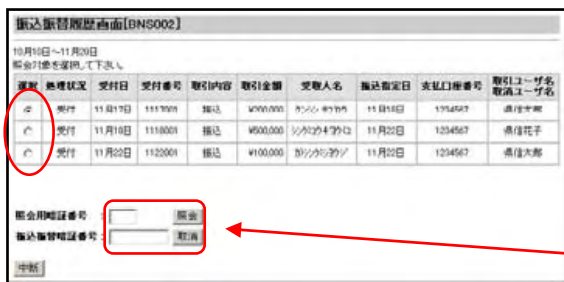 振込振替履歴画面[BNS002]
10月10日～11月20日
照会対象を選択して下さい。
選択 処理状況 受付日 受付番号 取引内容 取引金額 受取人名 振込指定日 支払口座番号 取引ユーザ名 取消ユーザ名
受付 11月17日 1117001 振込 ¥200,000 11月18日 1234567 県信太郎
受付 11月18日 1118001 振込 ¥500,000 11月22日 1234567 県信花子
受付 11月22日 1122001 振込 ¥100,000 11月22日 1234567 県信太郎
照会用暗証番号 : 照会
振込振替暗証番号 : 取消
中断